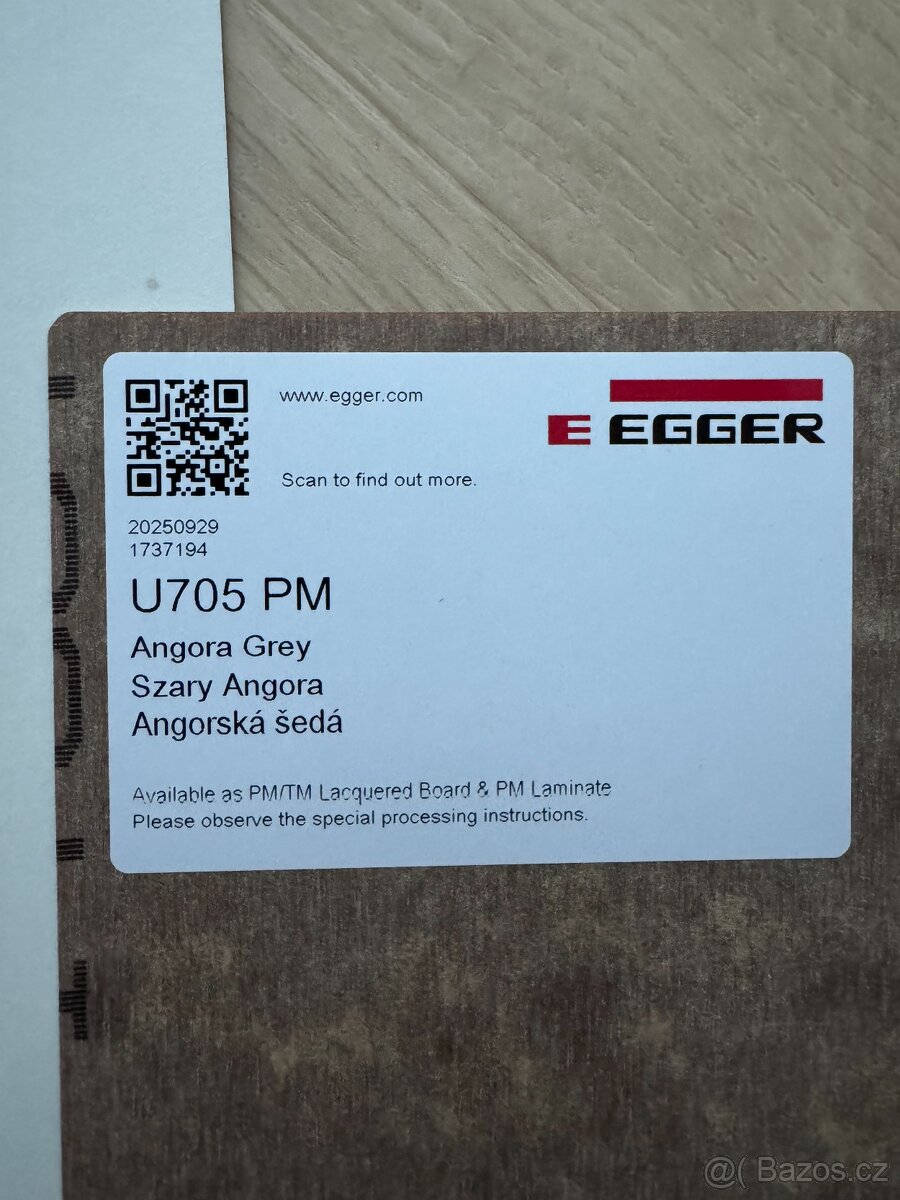 www.egger.com
E EGGER
Scan to find out more.
20250929
1737194
U705 PM
Angora Grey
Szary Angora
Angorská šedá
Available as PM/TM Lacquered Board & PM Laminate
Please observe the special processing instructions.
@( Bazos.cz